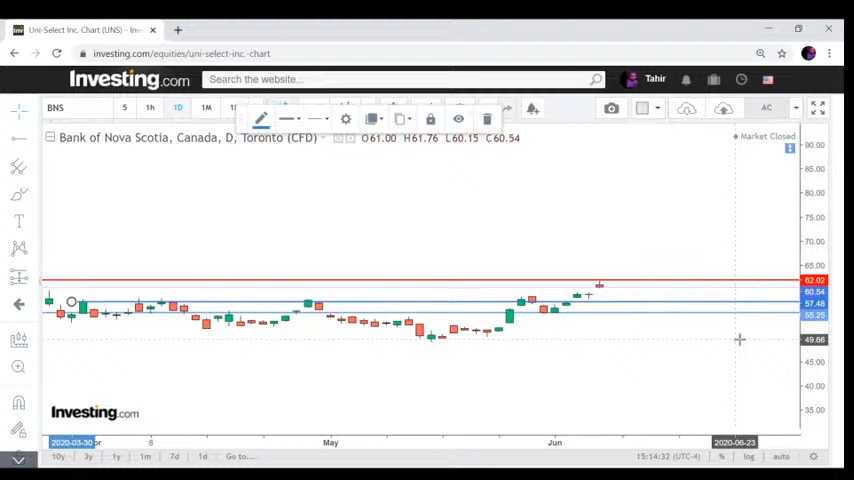 Uni-Select Inc. Chart (UNS) - Inv
investing.com/equities/uni-select-inc.-chart
Investing.com
Search the website...
Tahir
BNS
5
1h
1D
1M
AC
Bank of Nova Scotia, Canada, D, Toronto (CFD)
O61.00 H61.76 L60.15 C60.54
Market Closed
90.00
85.00
80.00
75.00
70.00
65.00
62.02
60.54
57.48
55.25
49.66
45.00
40.00
35.00
Investing.com
2020-03-30
8
May
Jun
2020-06-23
10y
3y
1y
1m
7d
1d
Go to...
15:14:32 (UTC-4)
%
log
auto